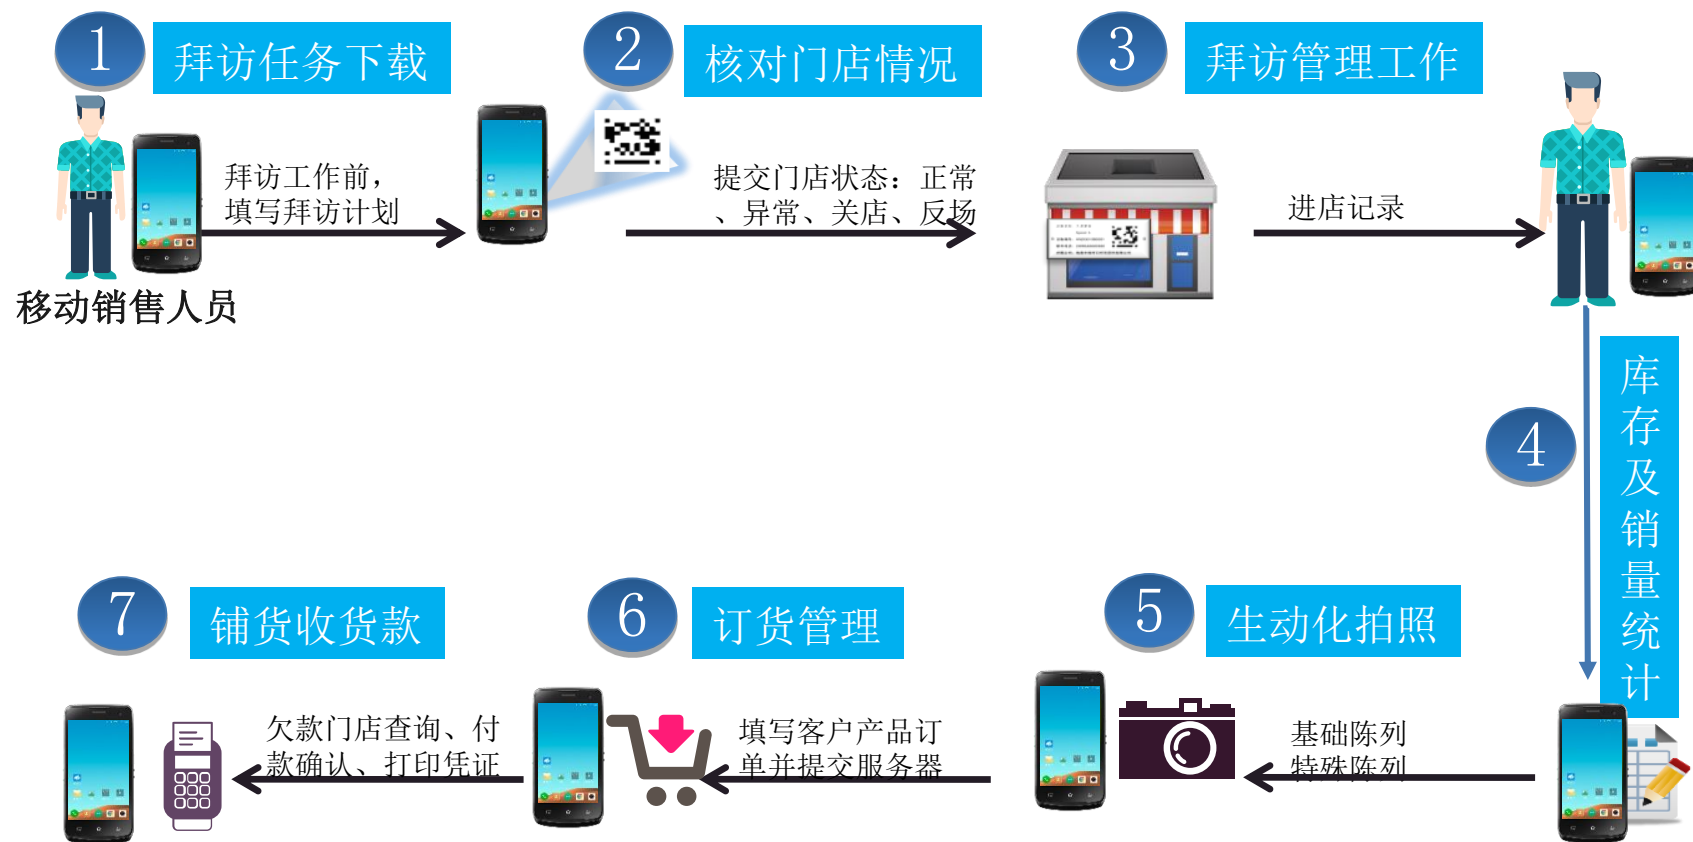 1
拜访任务下载
2
核对门店情况
3
拜访管理工作
拜访工作前，
填写拜访计划
提交门店状态：正常
、异常、关店、反场
进店记录
移动销售人员
4
库存及销量统计
5
生动化拍照
基础陈列
特殊陈列
6
订货管理
填写客户产品订
单并提交服务器
7
铺货收货款
欠款门店查询、付
款确认、打印凭证